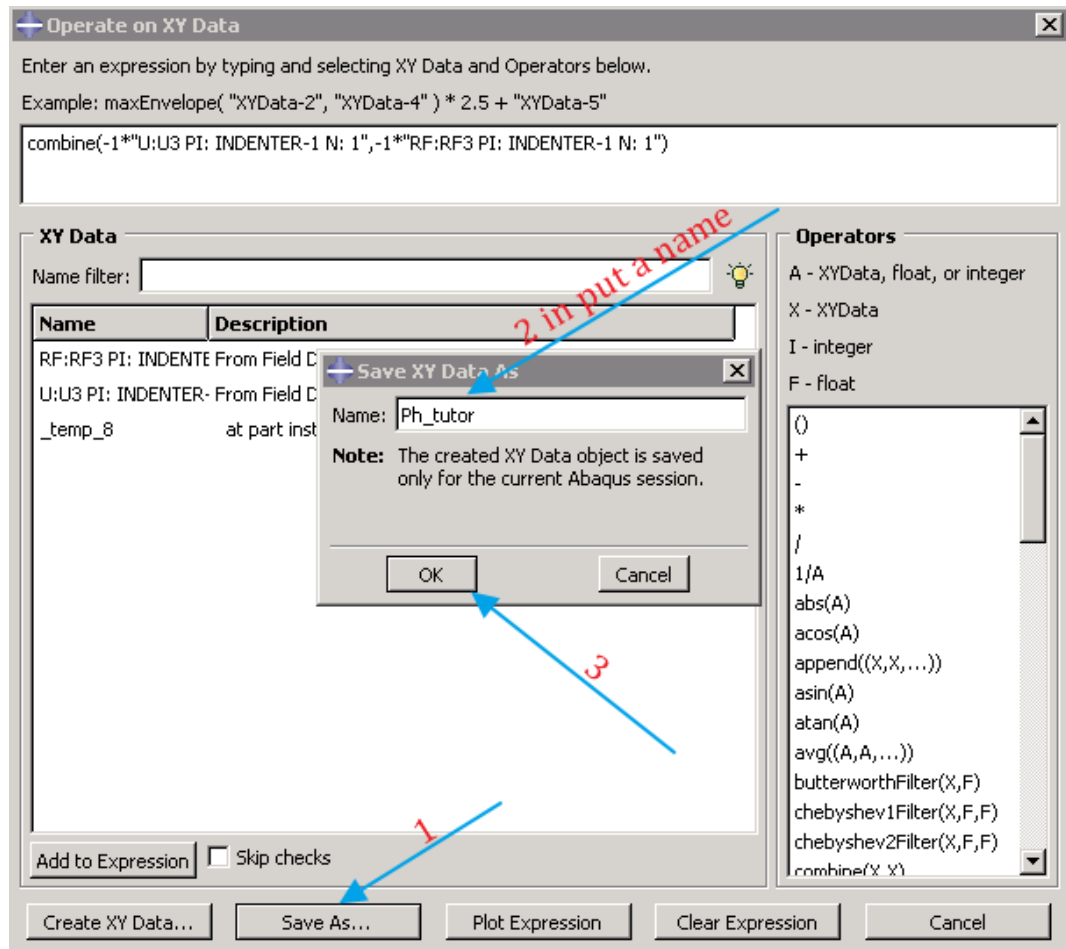 Operate on XY Data
Enter an expression by typing and selecting XY Data and Operators below.
Example: maxEnvelope( "XYData-2", "XYData-4" ) * 2.5 + "XYData-5"
combine(-1*"U:U3 PI: INDENTER-1 N: 1",-1*"RF:RF3 PI: INDENTER-1 N: 1")
XY Data
Name filter:
Name Description
RF:RF3 PI: INDENTE From Field D
U:U3 PI: INDENTER- From Field D
_temp_8 at part inst
2 in put a name
Save XY Data As
Name: Ph_tutor
Note: The created XY Data object is saved
only for the current Abaqus session.
OK Cancel
3
1
Add to Expression Skip checks
Operators
A - XYData, float, or integer
X - XYData
I - integer
F - float
()
+
-
*
/
1/A
abs(A)
acos(A)
append((X,X,...))
asin(A)
atan(A)
avg((A,A,...))
butterworthFilter(X,F)
chebyshev1Filter(X,F,F)
chebyshev2Filter(X,F,F)
combine(X,X)
Create XY Data... Save As... Plot Expression Clear Expression Cancel